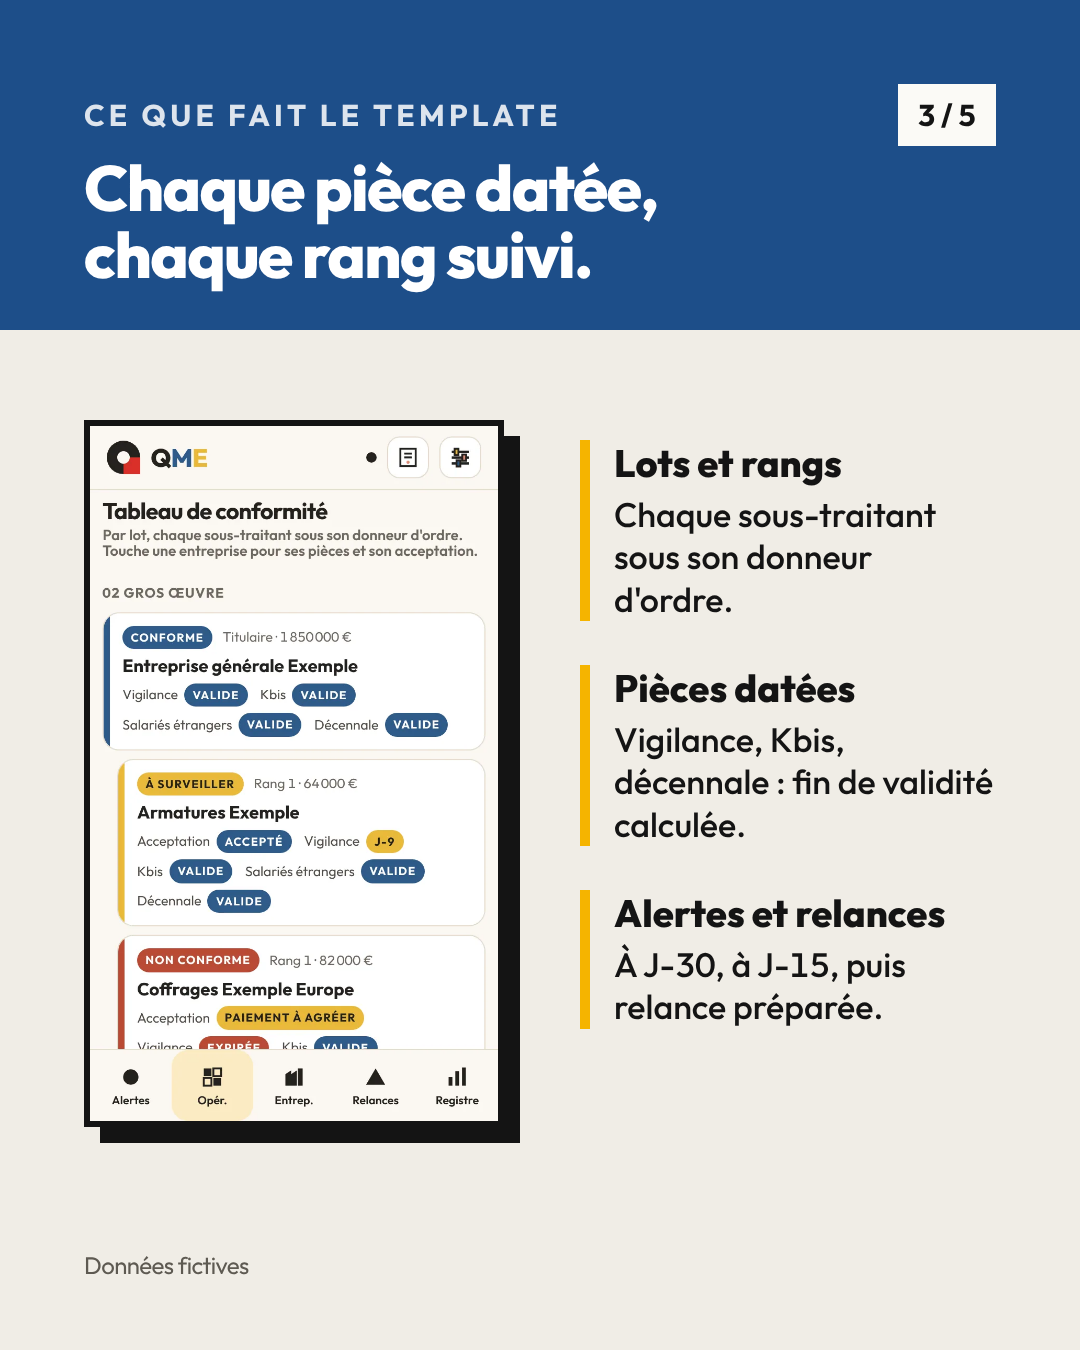 CE QUE FAIT LE TEMPLATE
3/5
Chaque pièce datée,
chaque rang suivi.
QME
Tableau de conformité
Par lot, chaque sous-traitant sous son donneur d'ordre.
Touche une entreprise pour ses pièces et son acceptation.
02 GROS ŒUVRE
CONFORME Titulaire · 1 850 000 €
Entreprise générale Exemple
Vigilance VALIDE Kbis VALIDE
Salariés étrangers VALIDE Décennale VALIDE
À SURVEILLER Rang 1 · 64 000 €
Armatures Exemple
Acceptation ACCEPTÉ Vigilance J-9
Kbis VALIDE Salariés étrangers VALIDE
Décennale VALIDE
NON CONFORME Rang 1 · 82 000 €
Coffrages Exemple Europe
Acceptation PAIEMENT À AGRÉER
Vigilance EXPIRÉE Kbis VALIDE
Alertes Opér. Entrep. Relances Registre
Lots et rangs
Chaque sous-traitant
sous son donneur
d'ordre.
Pièces datées
Vigilance, Kbis,
décennale : fin de validité
calculée.
Alertes et relances
À J-30, à J-15, puis
relance préparée.
Données fictives